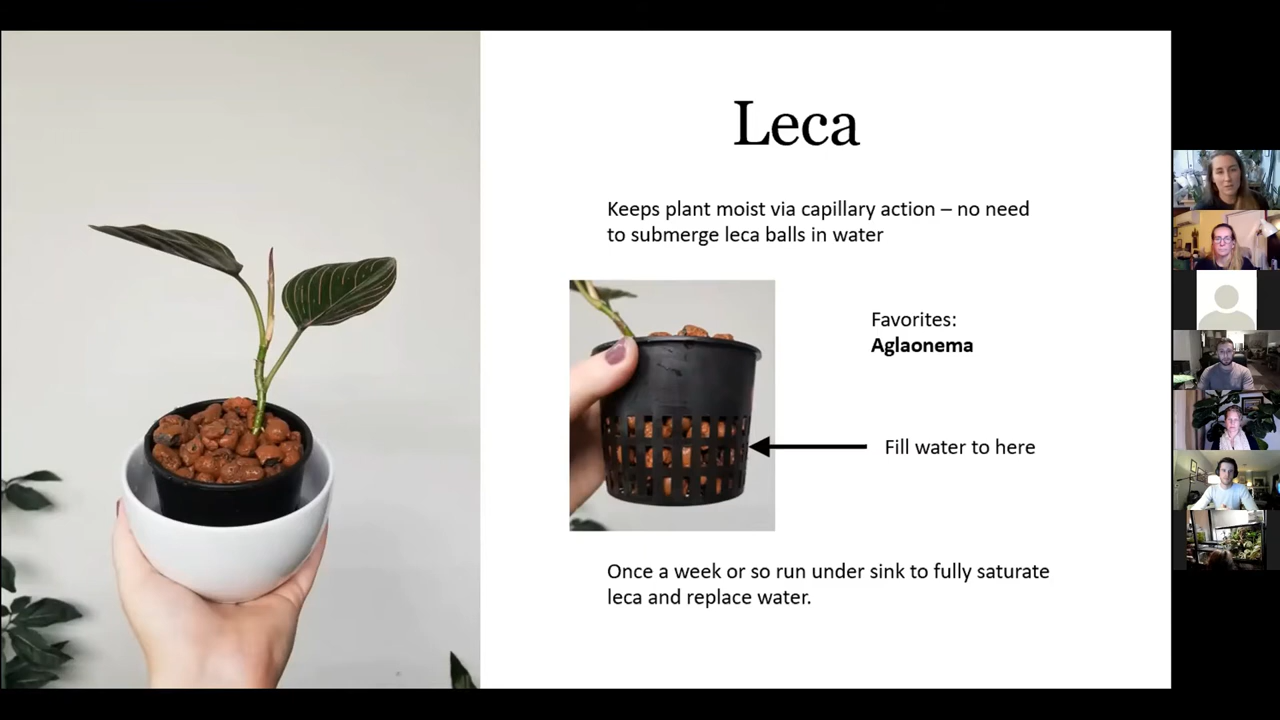 Leca
Keeps plant moist via capillary action – no need
to submerge leca balls in water
Favorites:
Aglaonema
Fill water to here
Once a week or so run under sink to fully saturate
leca and replace water.